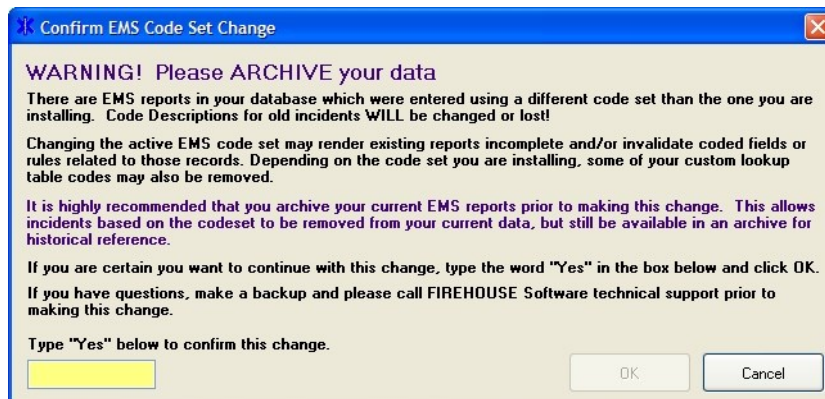 Confirm EMS Code Set Change
WARNING! Please ARCHIVE your data
There are EMS reports in your database which were entered using a different code set than the one you are
installing. Code Descriptions for old incidents WILL be changed or lost!
Changing the active EMS code set may render existing reports incomplete and/or invalidate coded fields or
rules related to those records. Depending on the code set you are installing, some of your custom lookup
table codes may also be removed.
It is highly recommended that you archive your current EMS reports prior to making this change. This allows
incidents based on the codeset to be removed from your current data, but still be available in an archive for
historical reference.
If you are certain you want to continue with this change, type the word "Yes" in the box below and click OK.
If you have questions, make a backup and please call FIREHOUSE Software technical support prior to
making this change.
Type "Yes" below to confirm this change.
OK Cancel